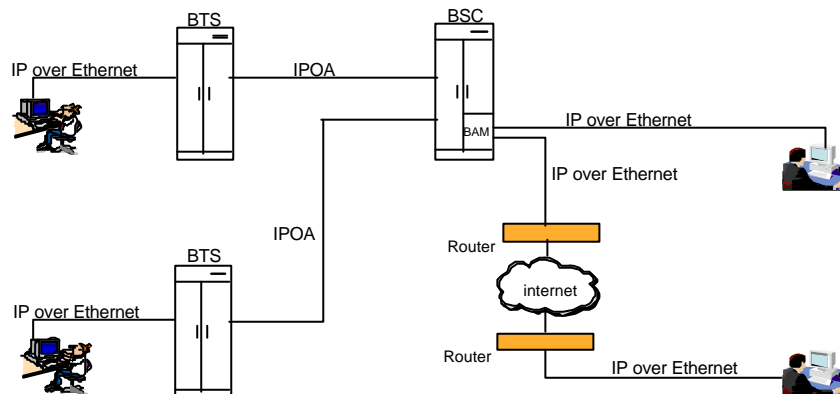 BTS
BSC
IP over Ethernet
IPOA
BAM
IP over Ethernet
IP over Ethernet
IPOA
Router
BTS
internet
IP over Ethernet
Router
IP over Ethernet